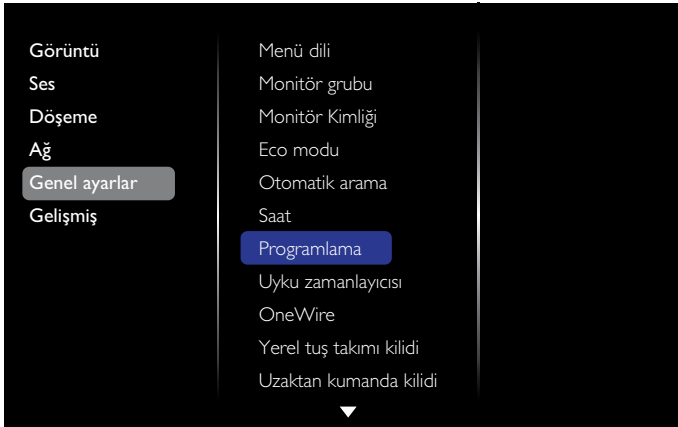 Görüntü
Ses
Döşeme
Ağ
Genel ayarlar
Gelişmiş
Menü dili
Monitör grubu
Monitör Kimliği
Eco modu
Otomatik arama
Saat
Programlama
Uyku zamanlayıcısı
OneWire
Yerel tuş takımı kilidi
Uzaktan kumanda kilidi